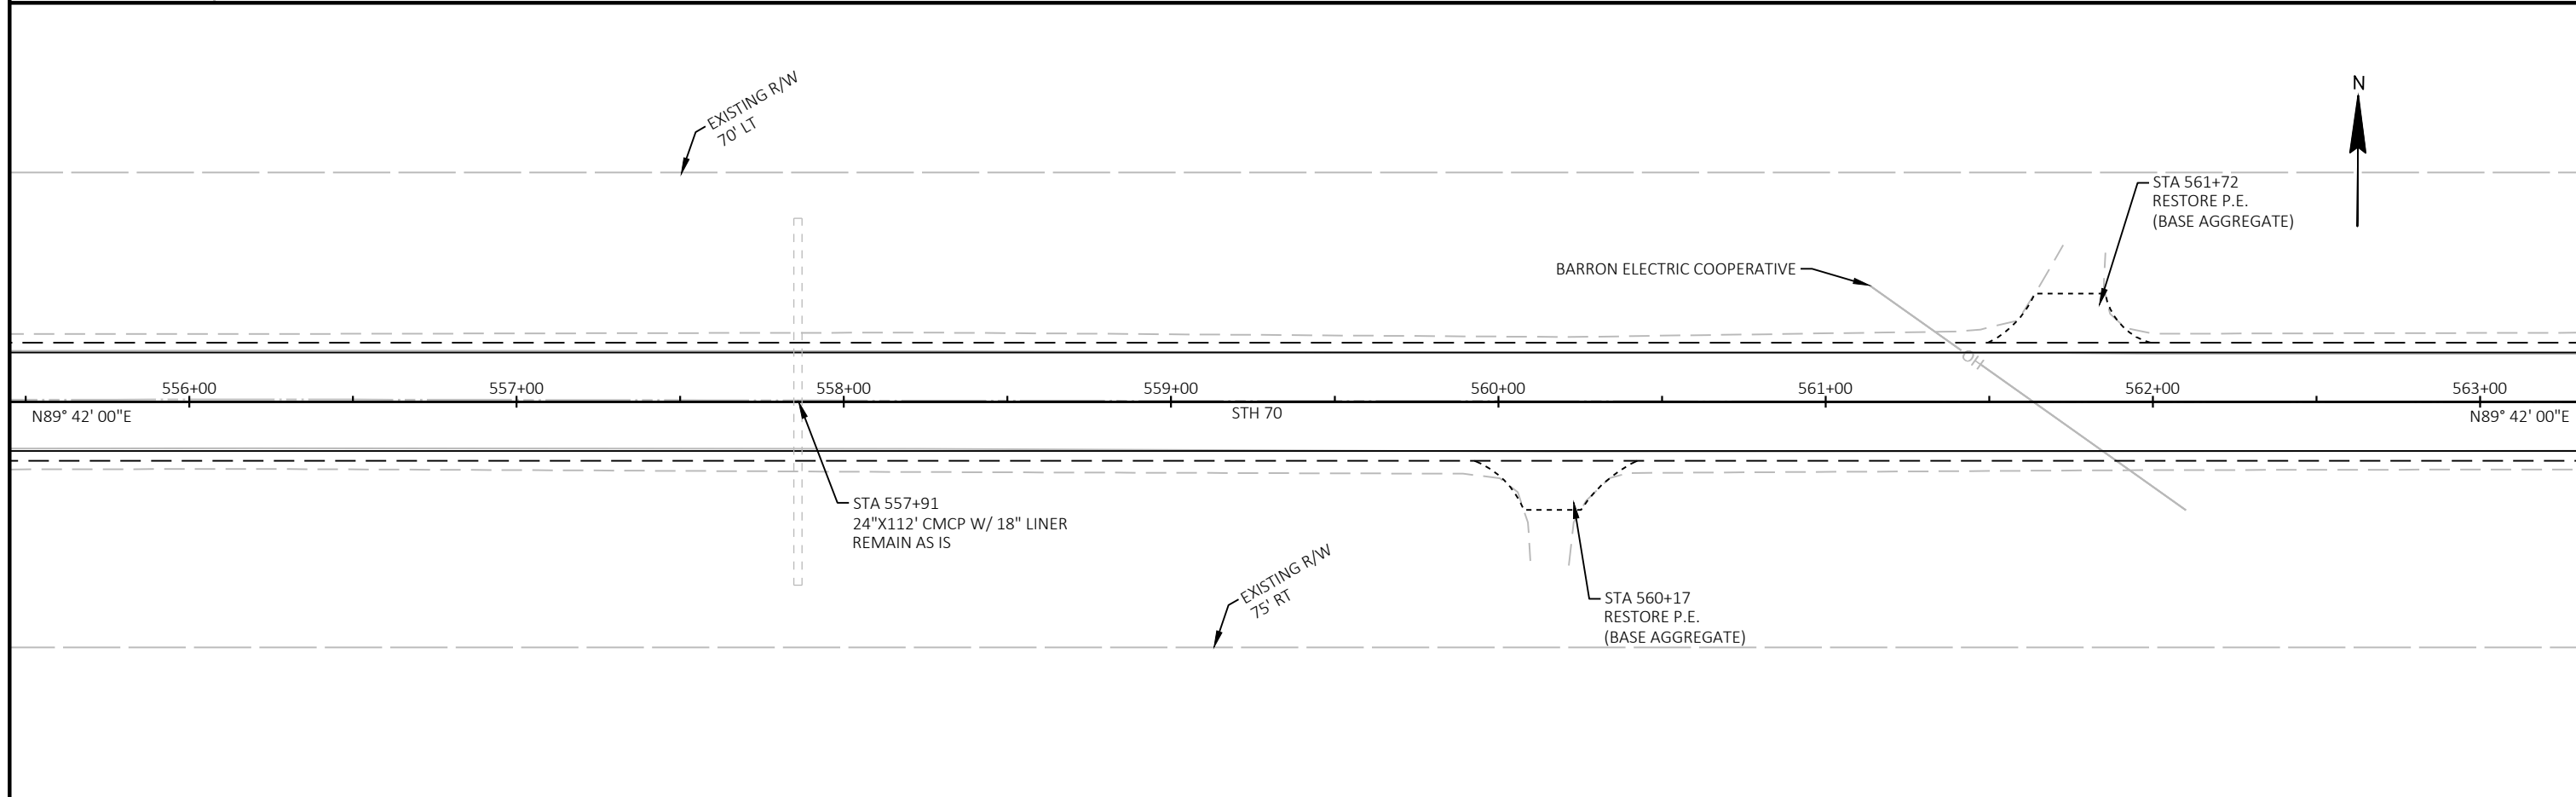 N
EXISTING R/W
70' LT
STA 561+72
RESTORE P.E.
(BASE AGGREGATE)
BARRON ELECTRIC COOPERATIVE
OH
556+00 557+00 558+00 559+00 560+00 561+00 562+00 563+00
N89° 42' 00"E STH 70 N89° 42' 00"E
STA 557+91
24"X112' CMCP W/ 18" LINER
REMAIN AS IS
EXISTING R/W
75' RT
STA 560+17
RESTORE P.E.
(BASE AGGREGATE)